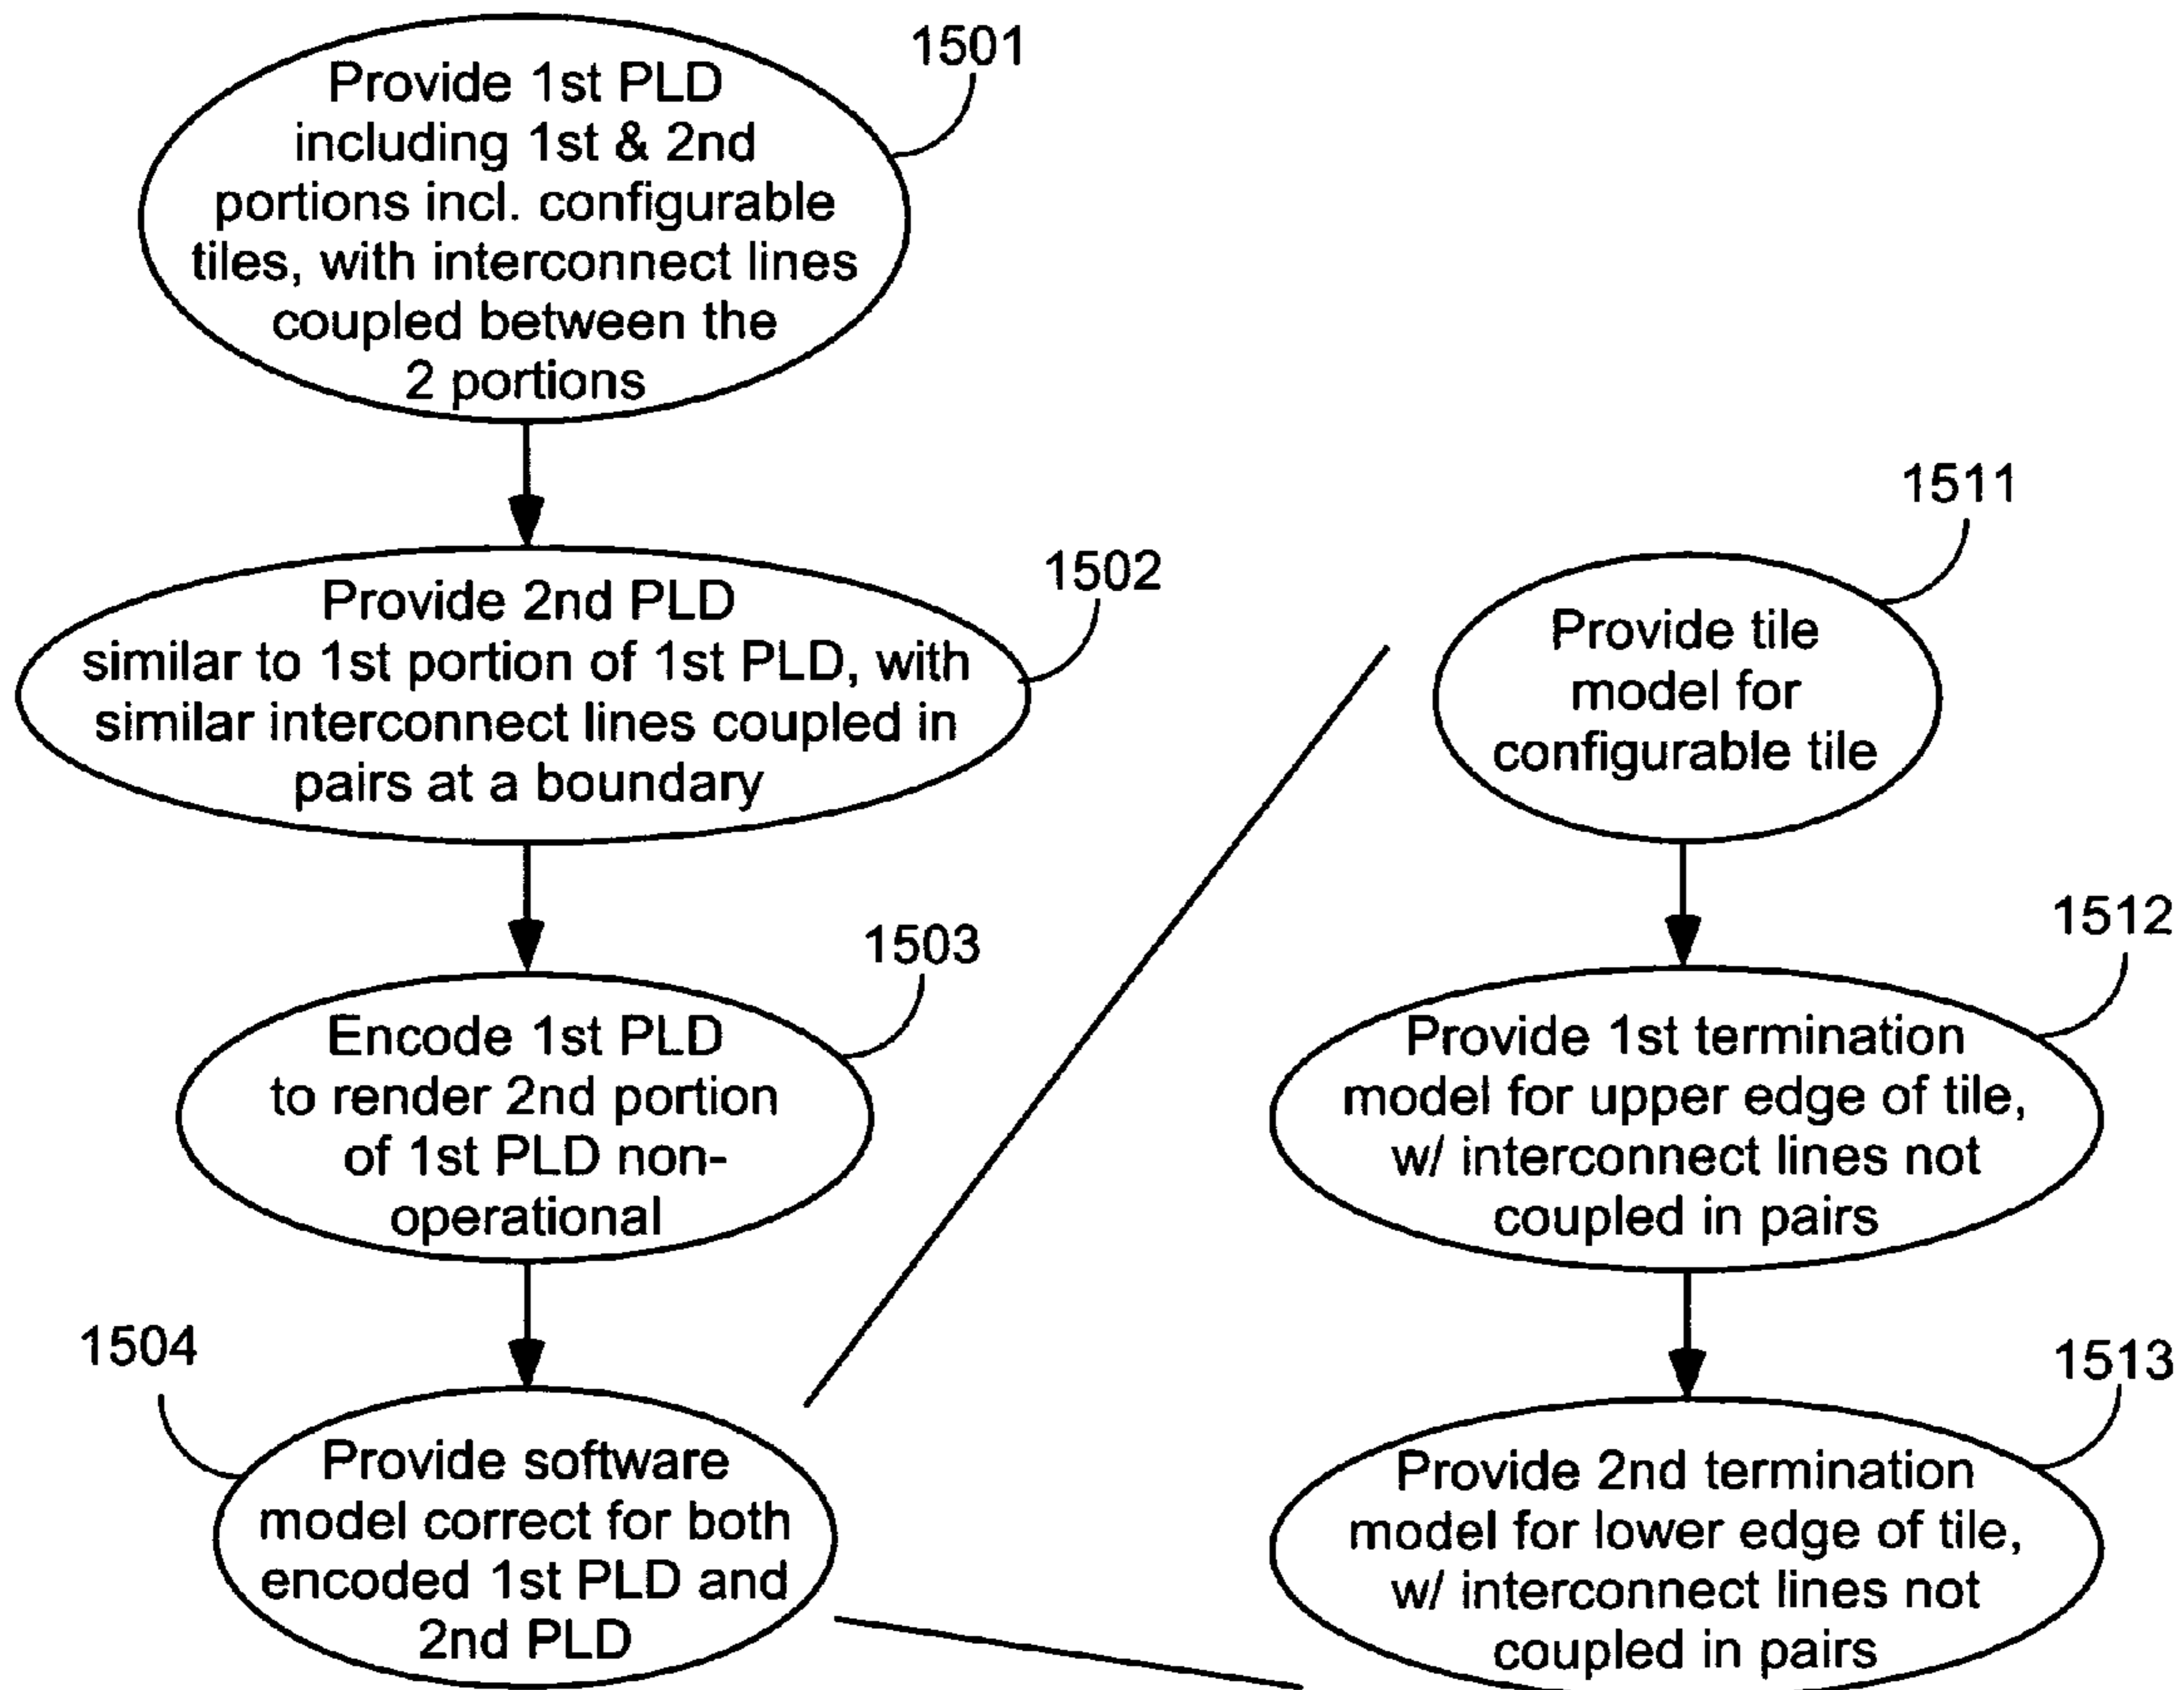 1501
Provide 1st PLD
including 1st & 2nd
portions incl. configurable
tiles, with interconnect lines
coupled between the
2 portions
1502
Provide 2nd PLD
similar to 1st portion of 1st PLD, with
similar interconnect lines coupled in
pairs at a boundary
1503
Encode 1st PLD
to render 2nd portion
of 1st PLD non-
operational
1504
Provide software
model correct for both
encoded 1st PLD and
2nd PLD
1511
Provide tile
model for
configurable tile
1512
Provide 1st termination
model for upper edge of tile,
w/ interconnect lines not
coupled in pairs
1513
Provide 2nd termination
model for lower edge of tile,
w/ interconnect lines not
coupled in pairs